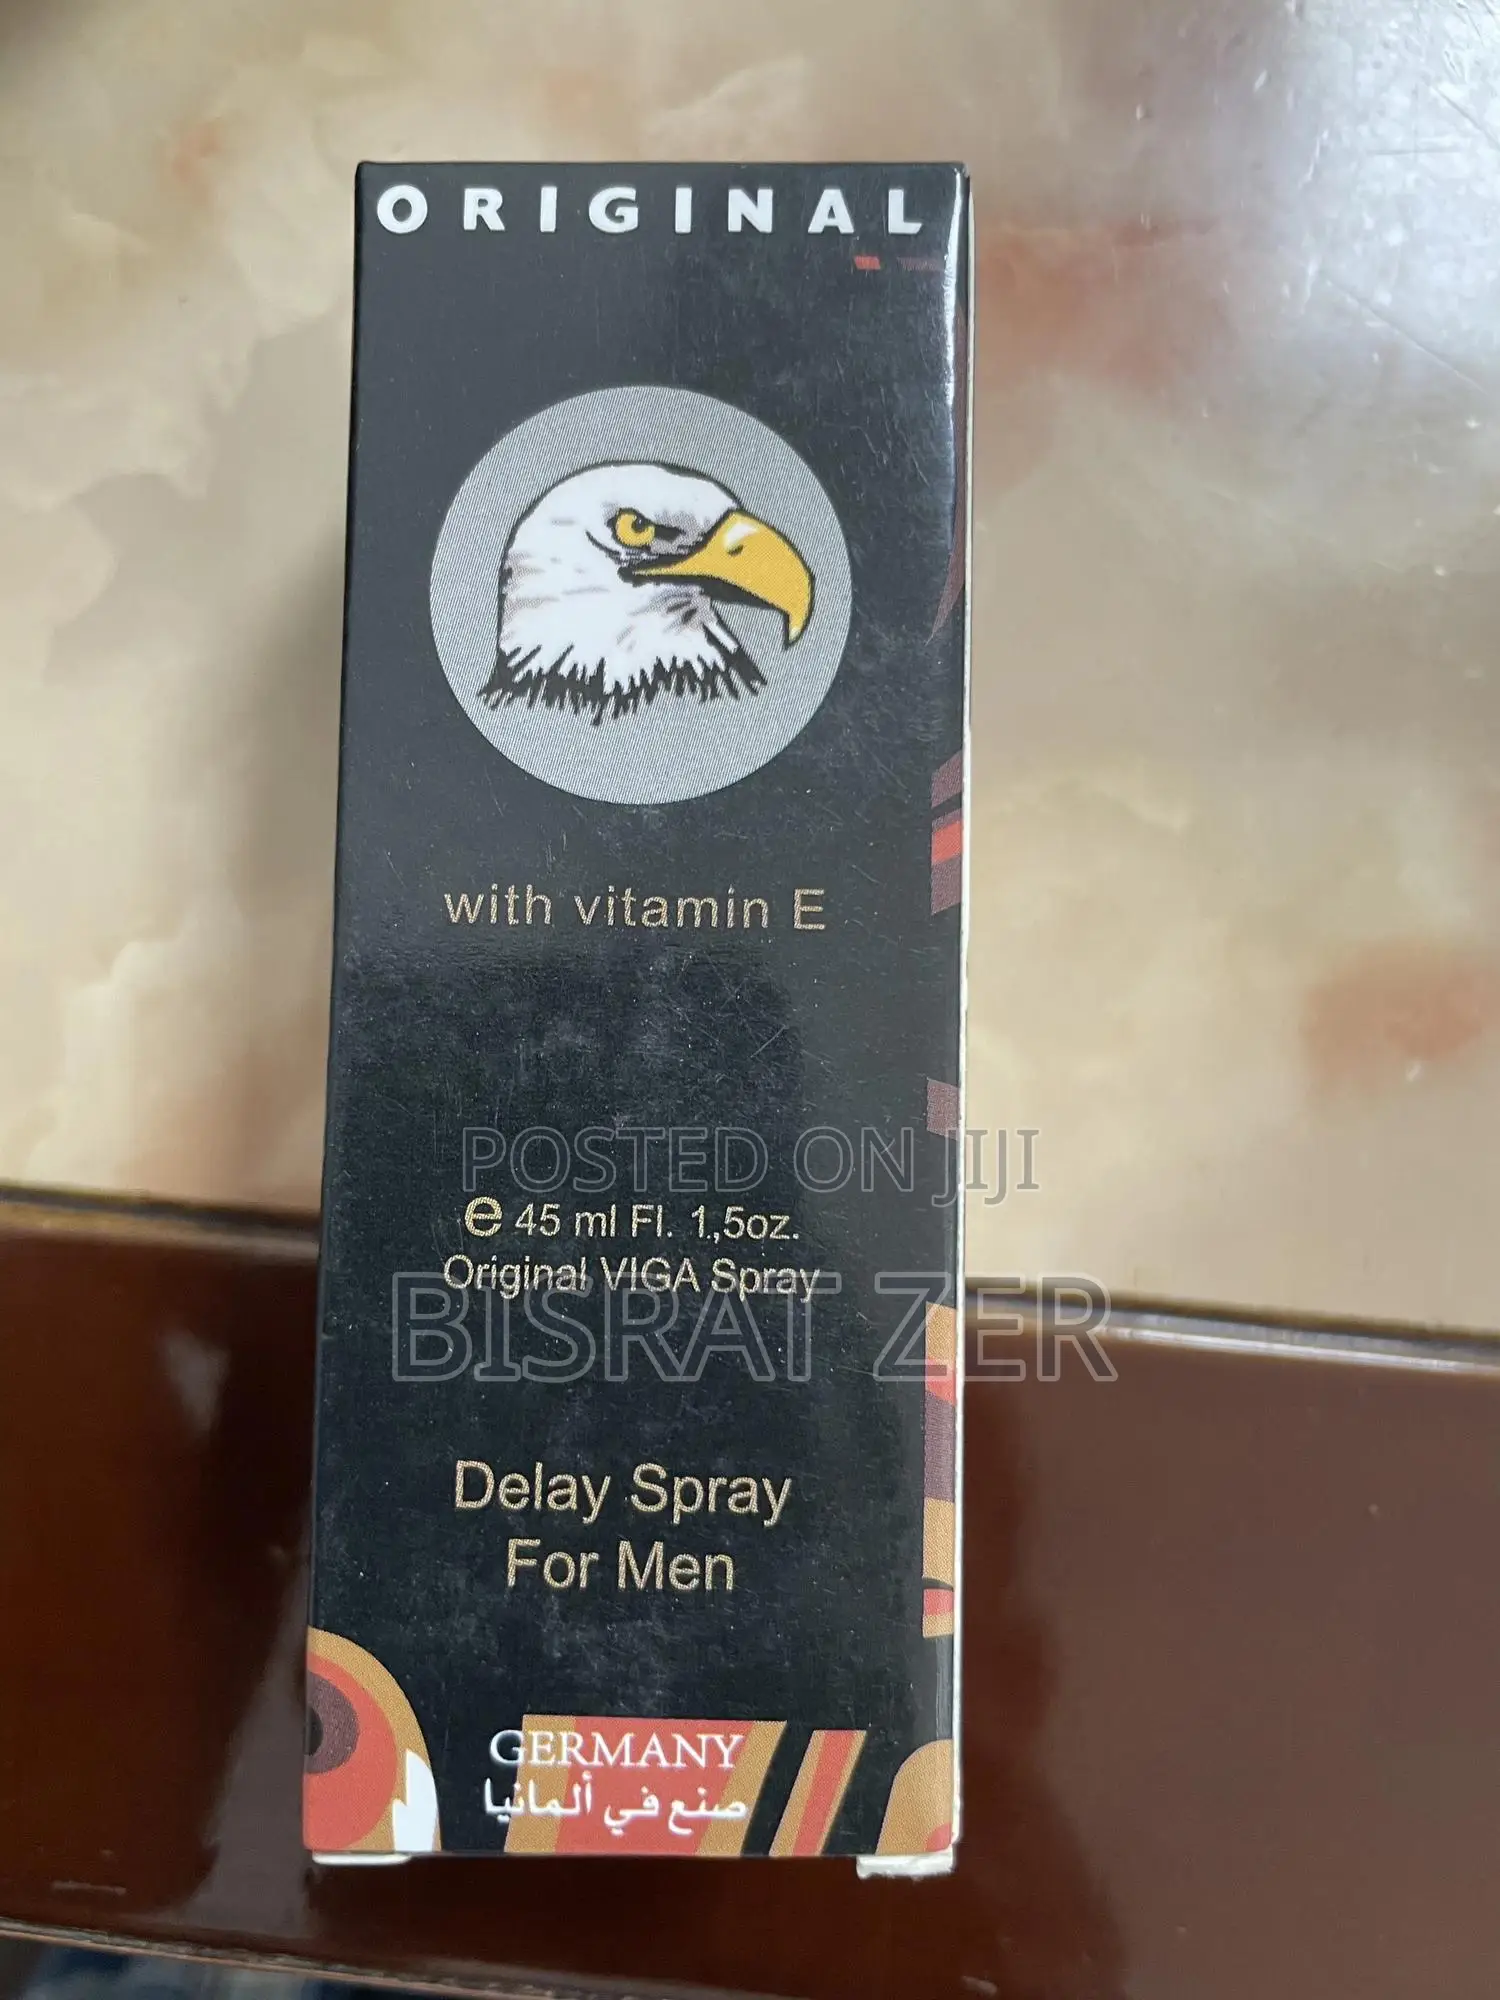 ORIGINAL
with vitamin E
POSTED ON JIJI
e 45 ml Fl. 1,5oz.
Original VIGA Spray
BISRAT ZER
Delay Spray
For Men
GERMANY
صنع في ألمانيا